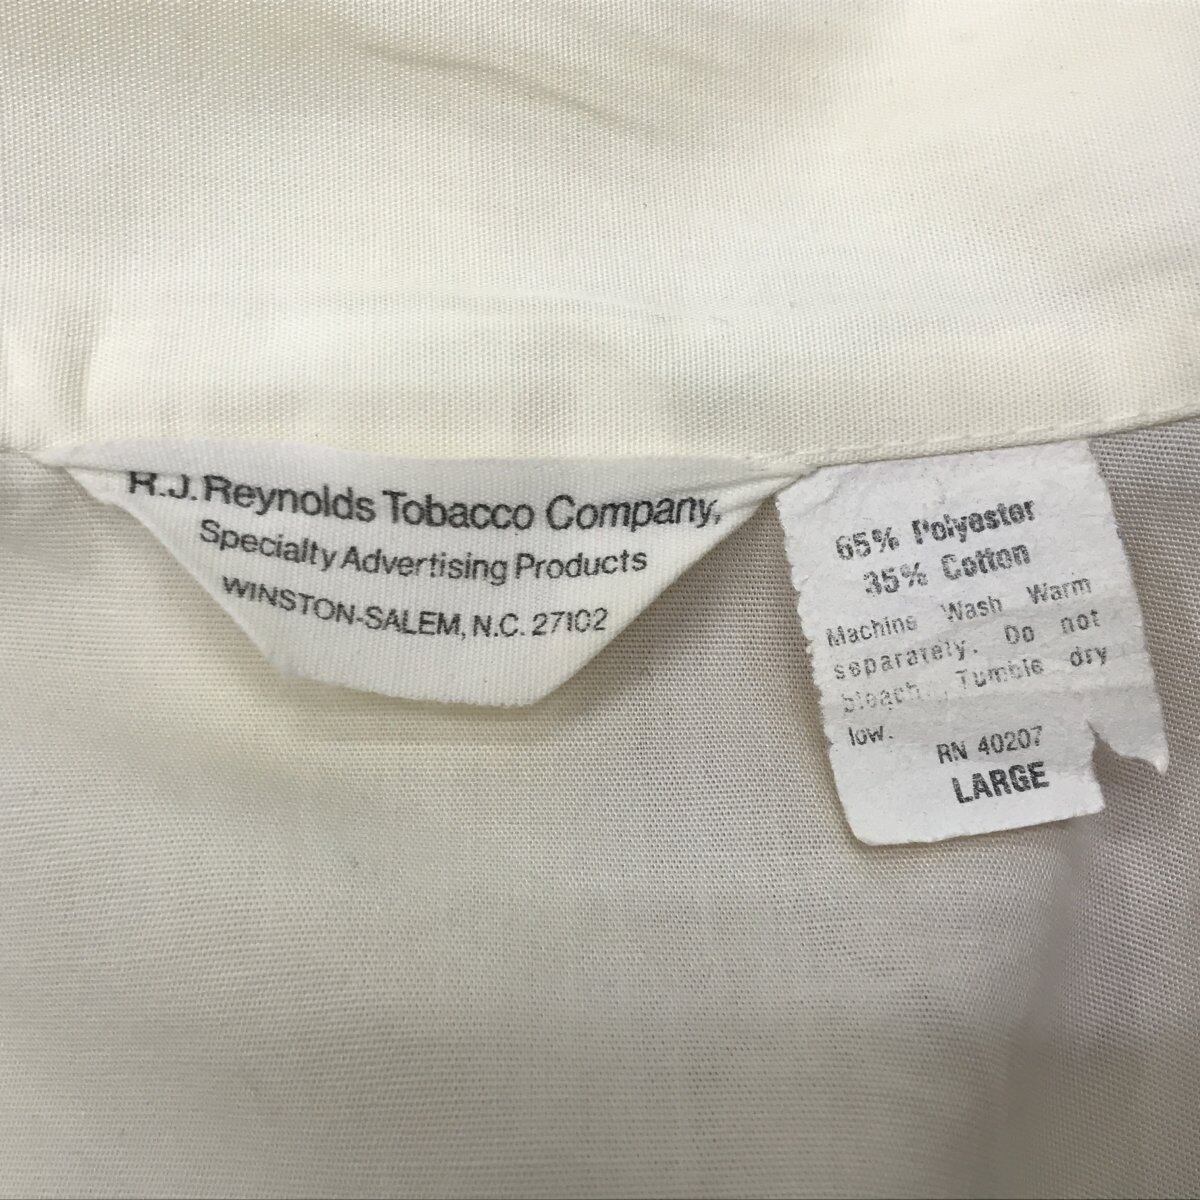 R.J. Reynolds Tobacco Company,
Specialty Advertising Products
WINSTON-SALEM, N.C. 27102
65% Polyester
35% Cotton
Machine Wash Warm
separately. Do not
bleach. Tumble dry
low.
RN 40207
LARGE